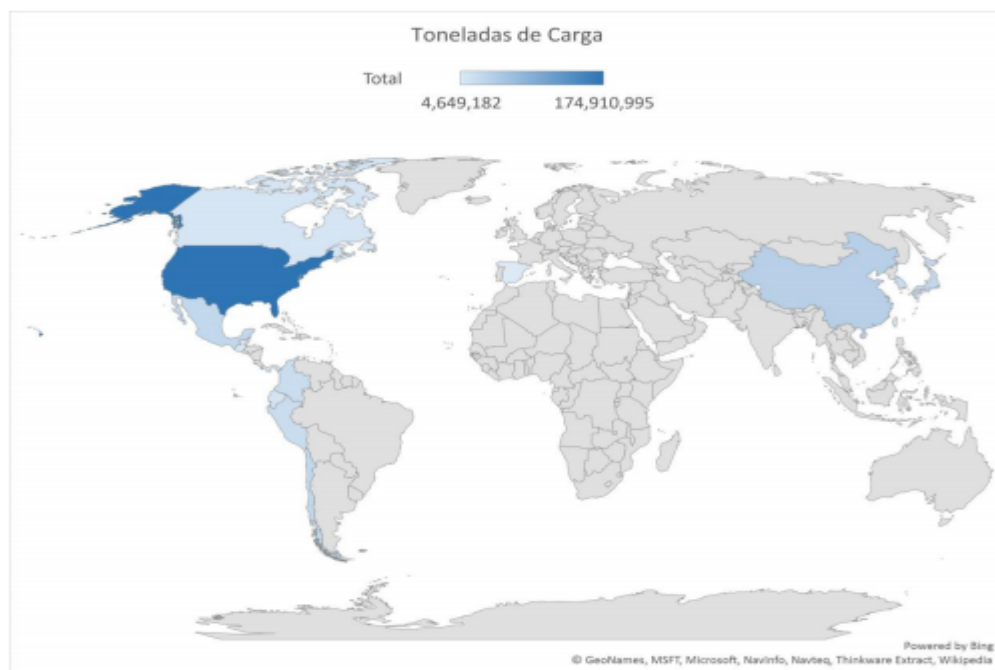 Toneladas de Carga
Total
4,649,182 174,910,995
Powered by Bing
© GeoNames, MSFT, Microsoft, NavInfo, Navteq, Thinkware Extract, Wikipedia